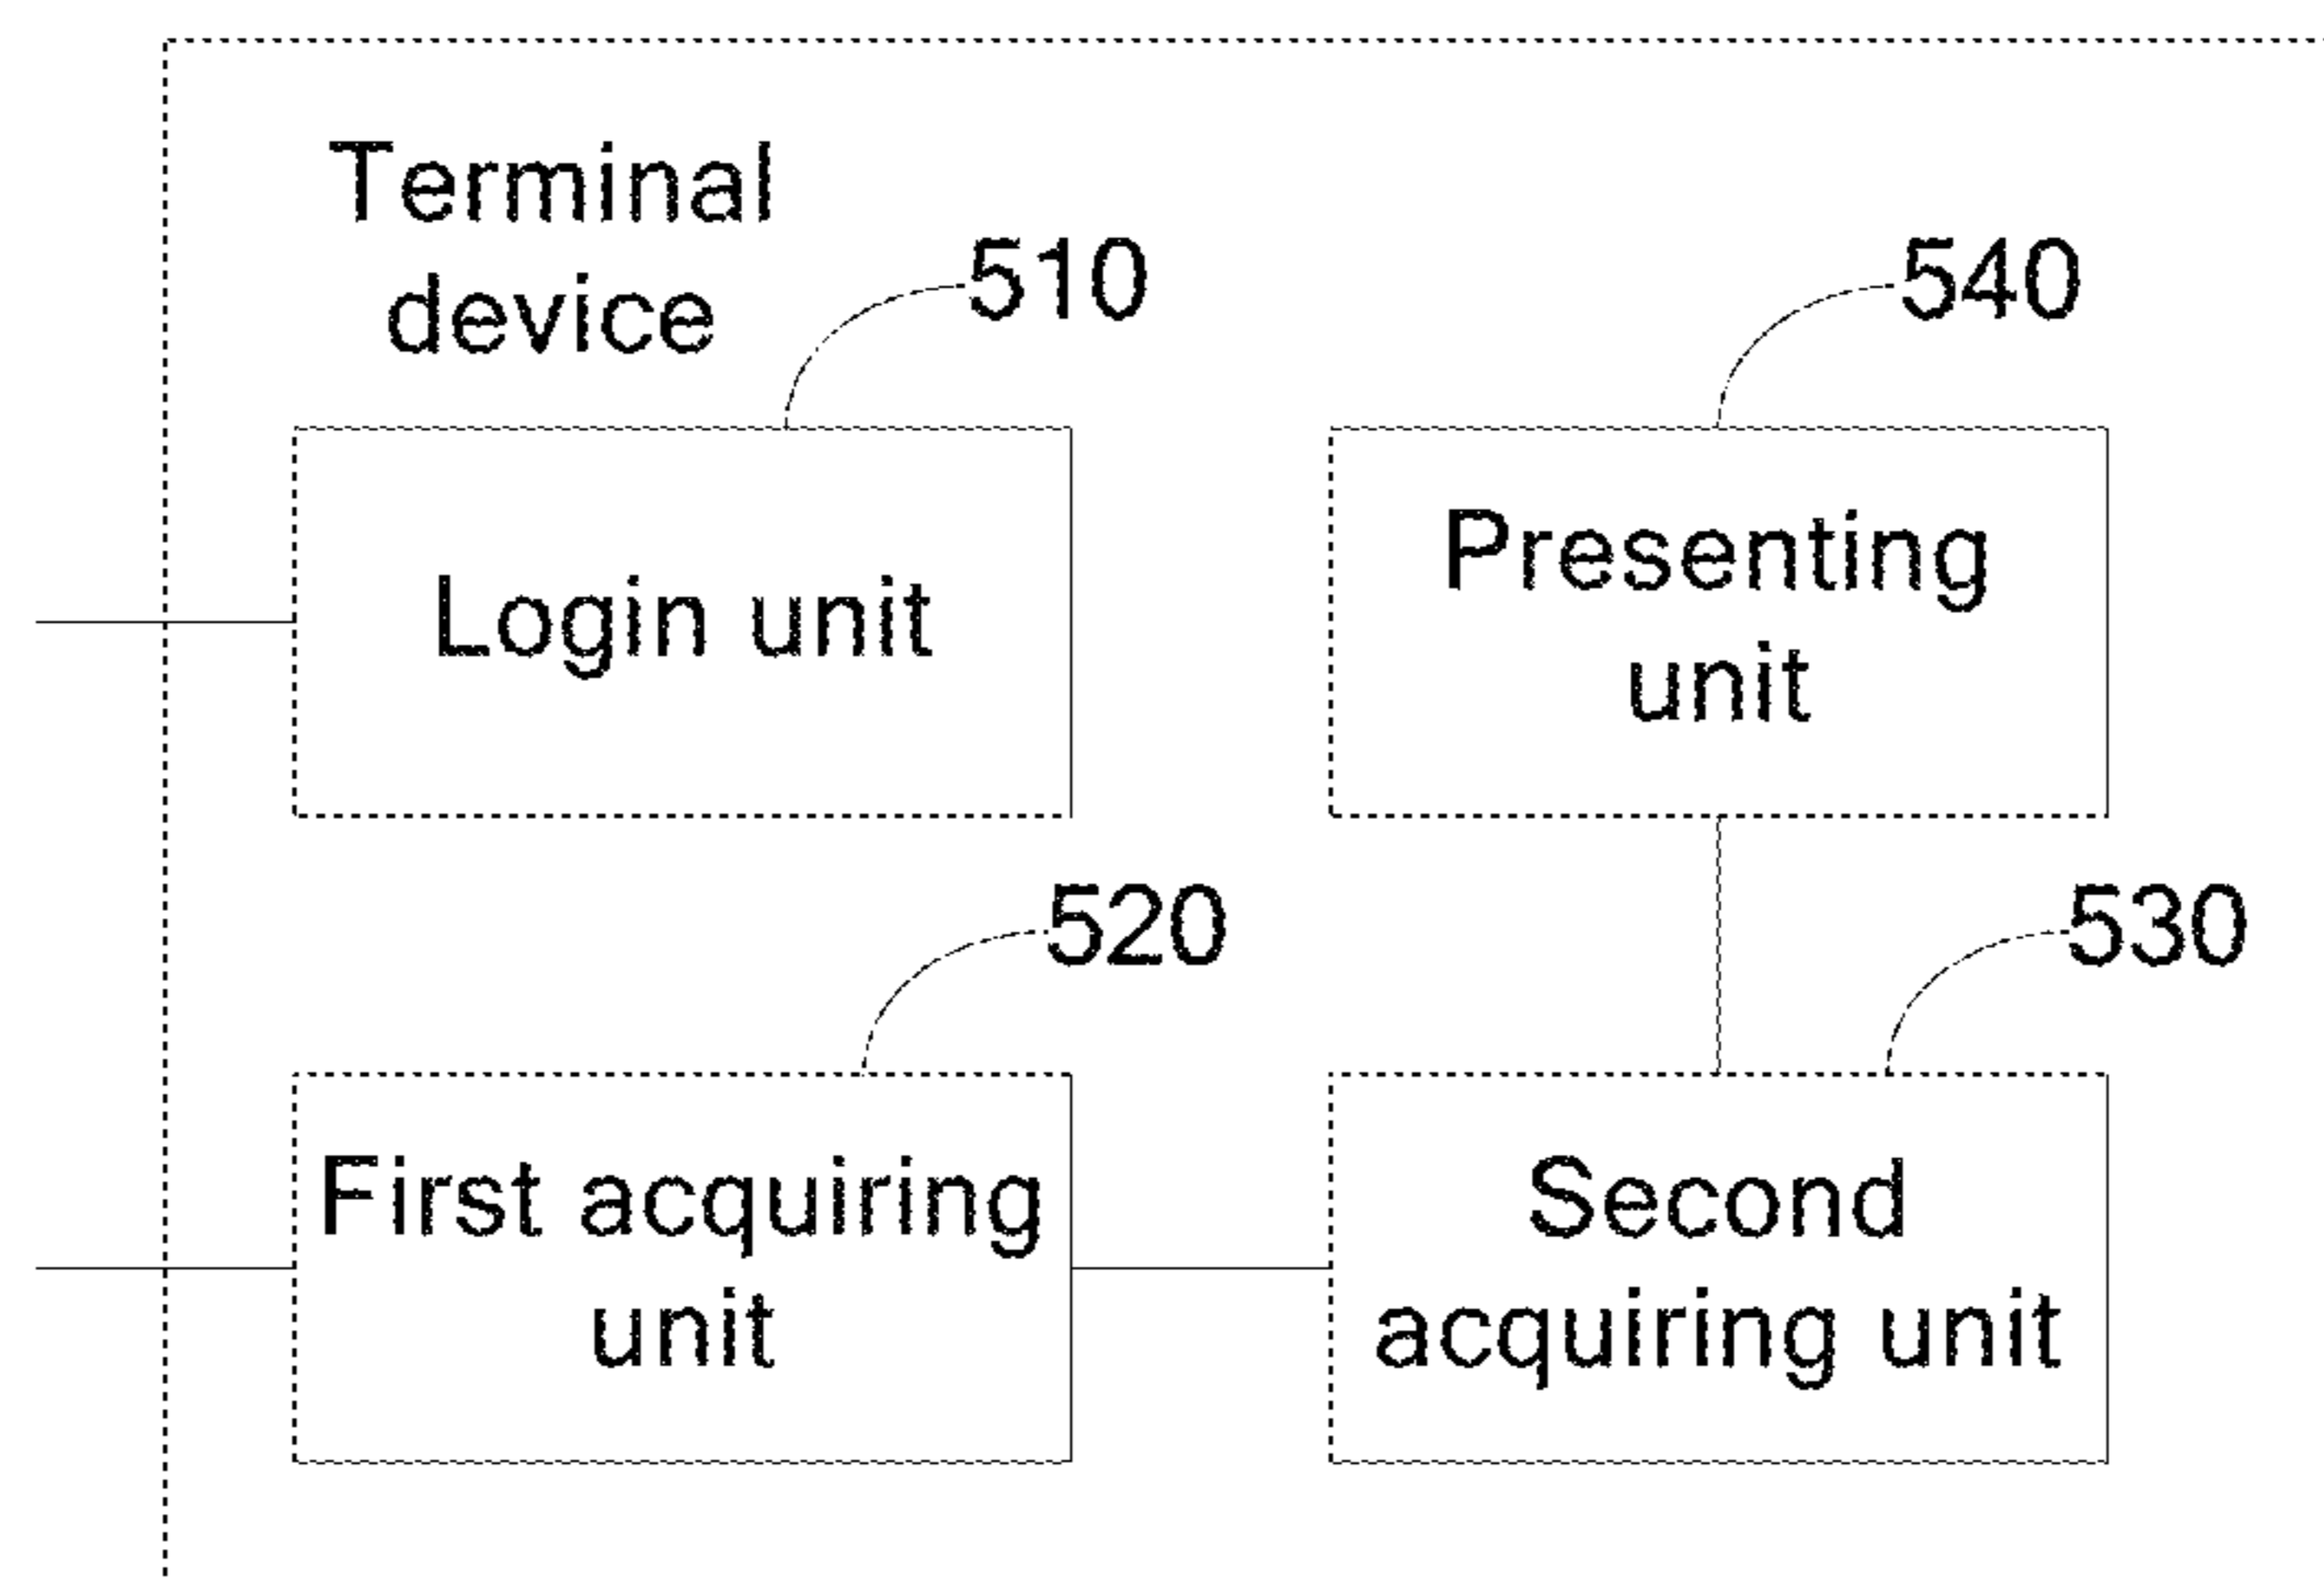 Terminal
device
510
540
Login unit
Presenting
unit
520
530
First acquiring
unit
Second
acquiring unit